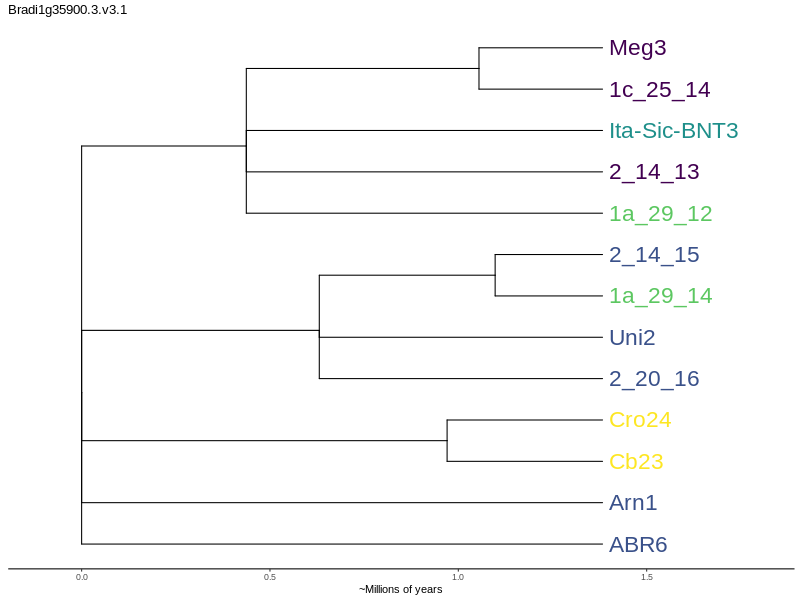 Bradi1g35900.3.v3.1
Meg3
1c_25_14
Ita-Sic-BNT3
2_14_13
1a_29_12
2_14_15
1a_29_14
Uni2
2_20_16
Cro24
Cb23
Arn1
ABR6
0.0 0.5 1.0 1.5
~Millions of years